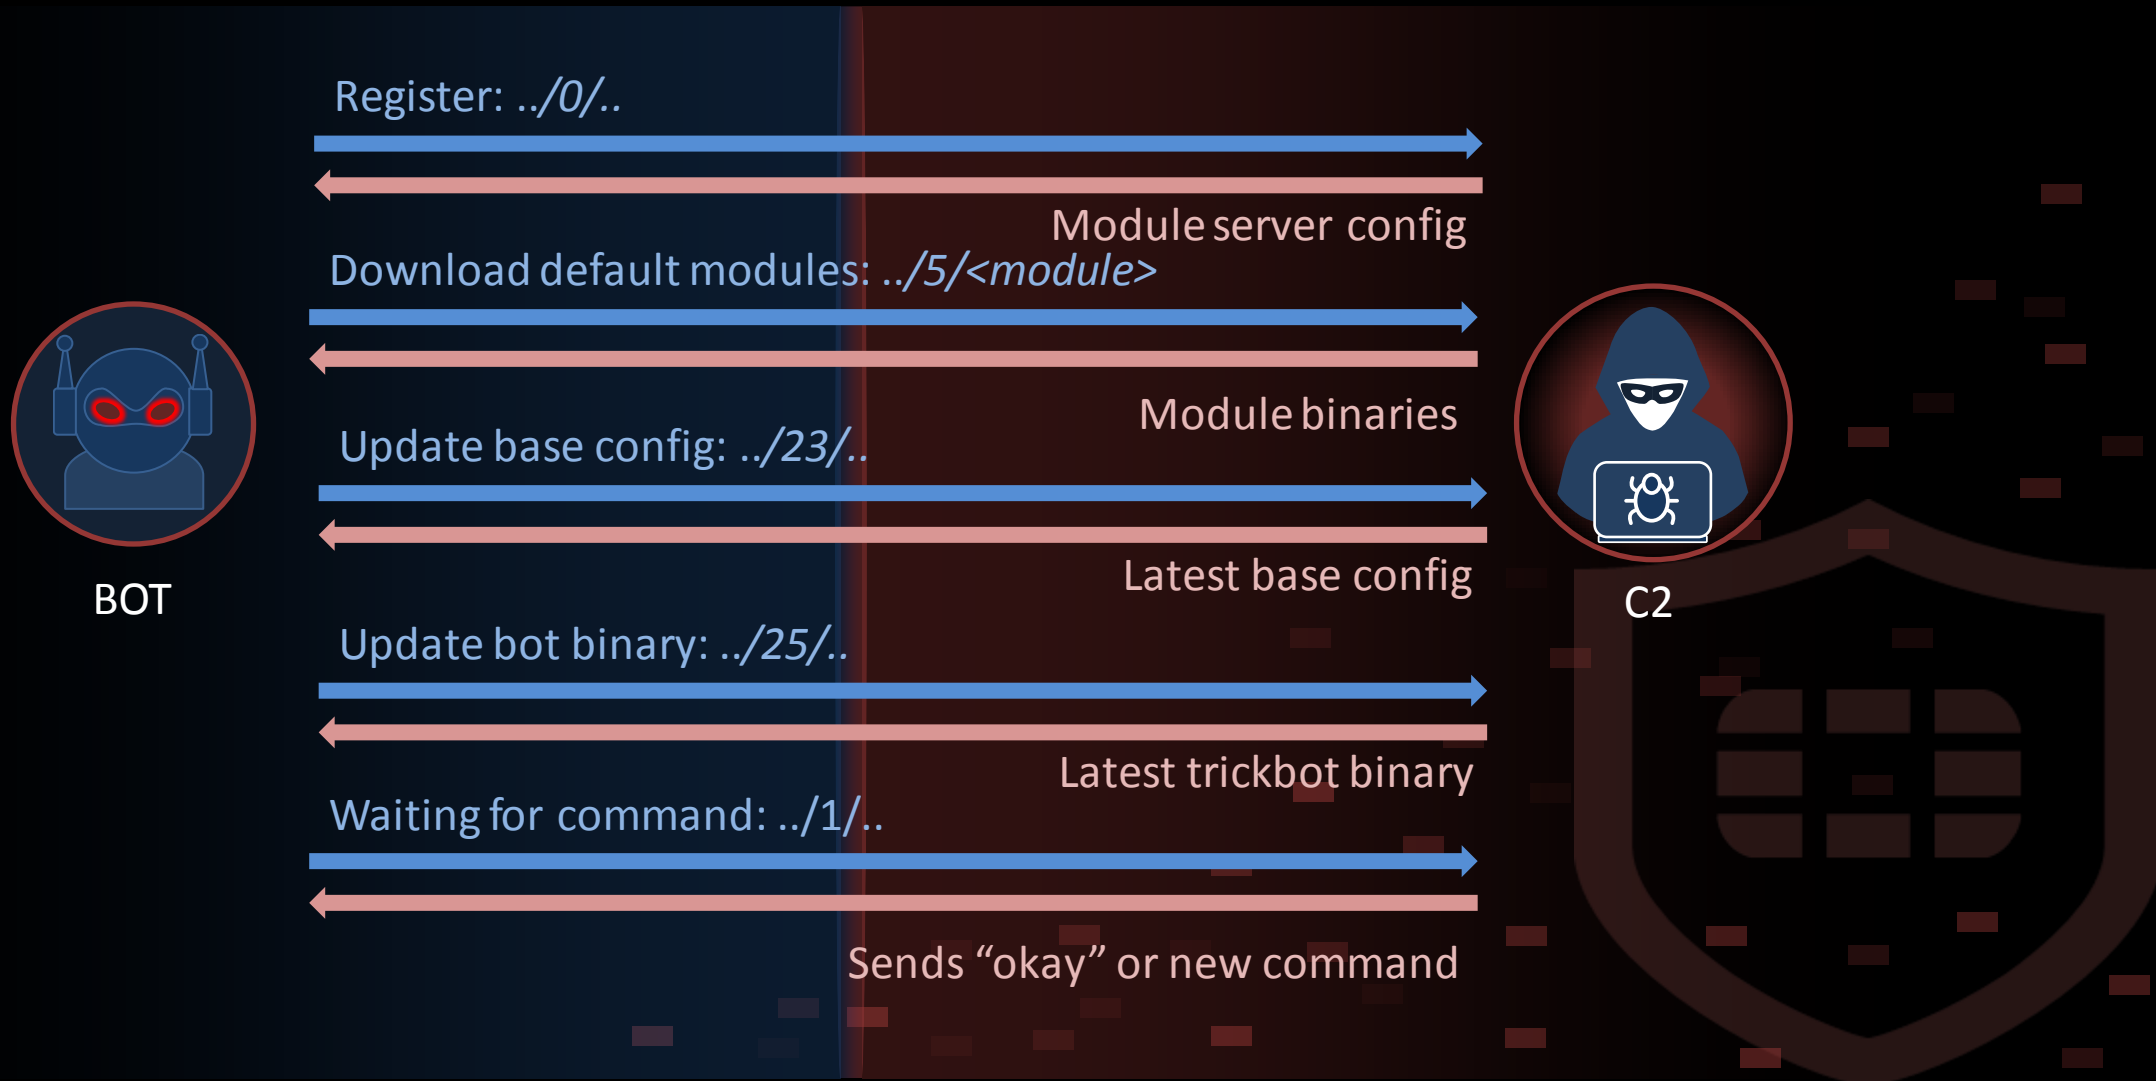 Register: ../0/..
Module server config
Download default modules: ../5/<module>
Module binaries
Update base config: ../23/..
Latest base config
BOT
C2
Update bot binary: ../25/..
Latest trickbot binary
Waiting for command: ../1/..
Sends “okay” or new command